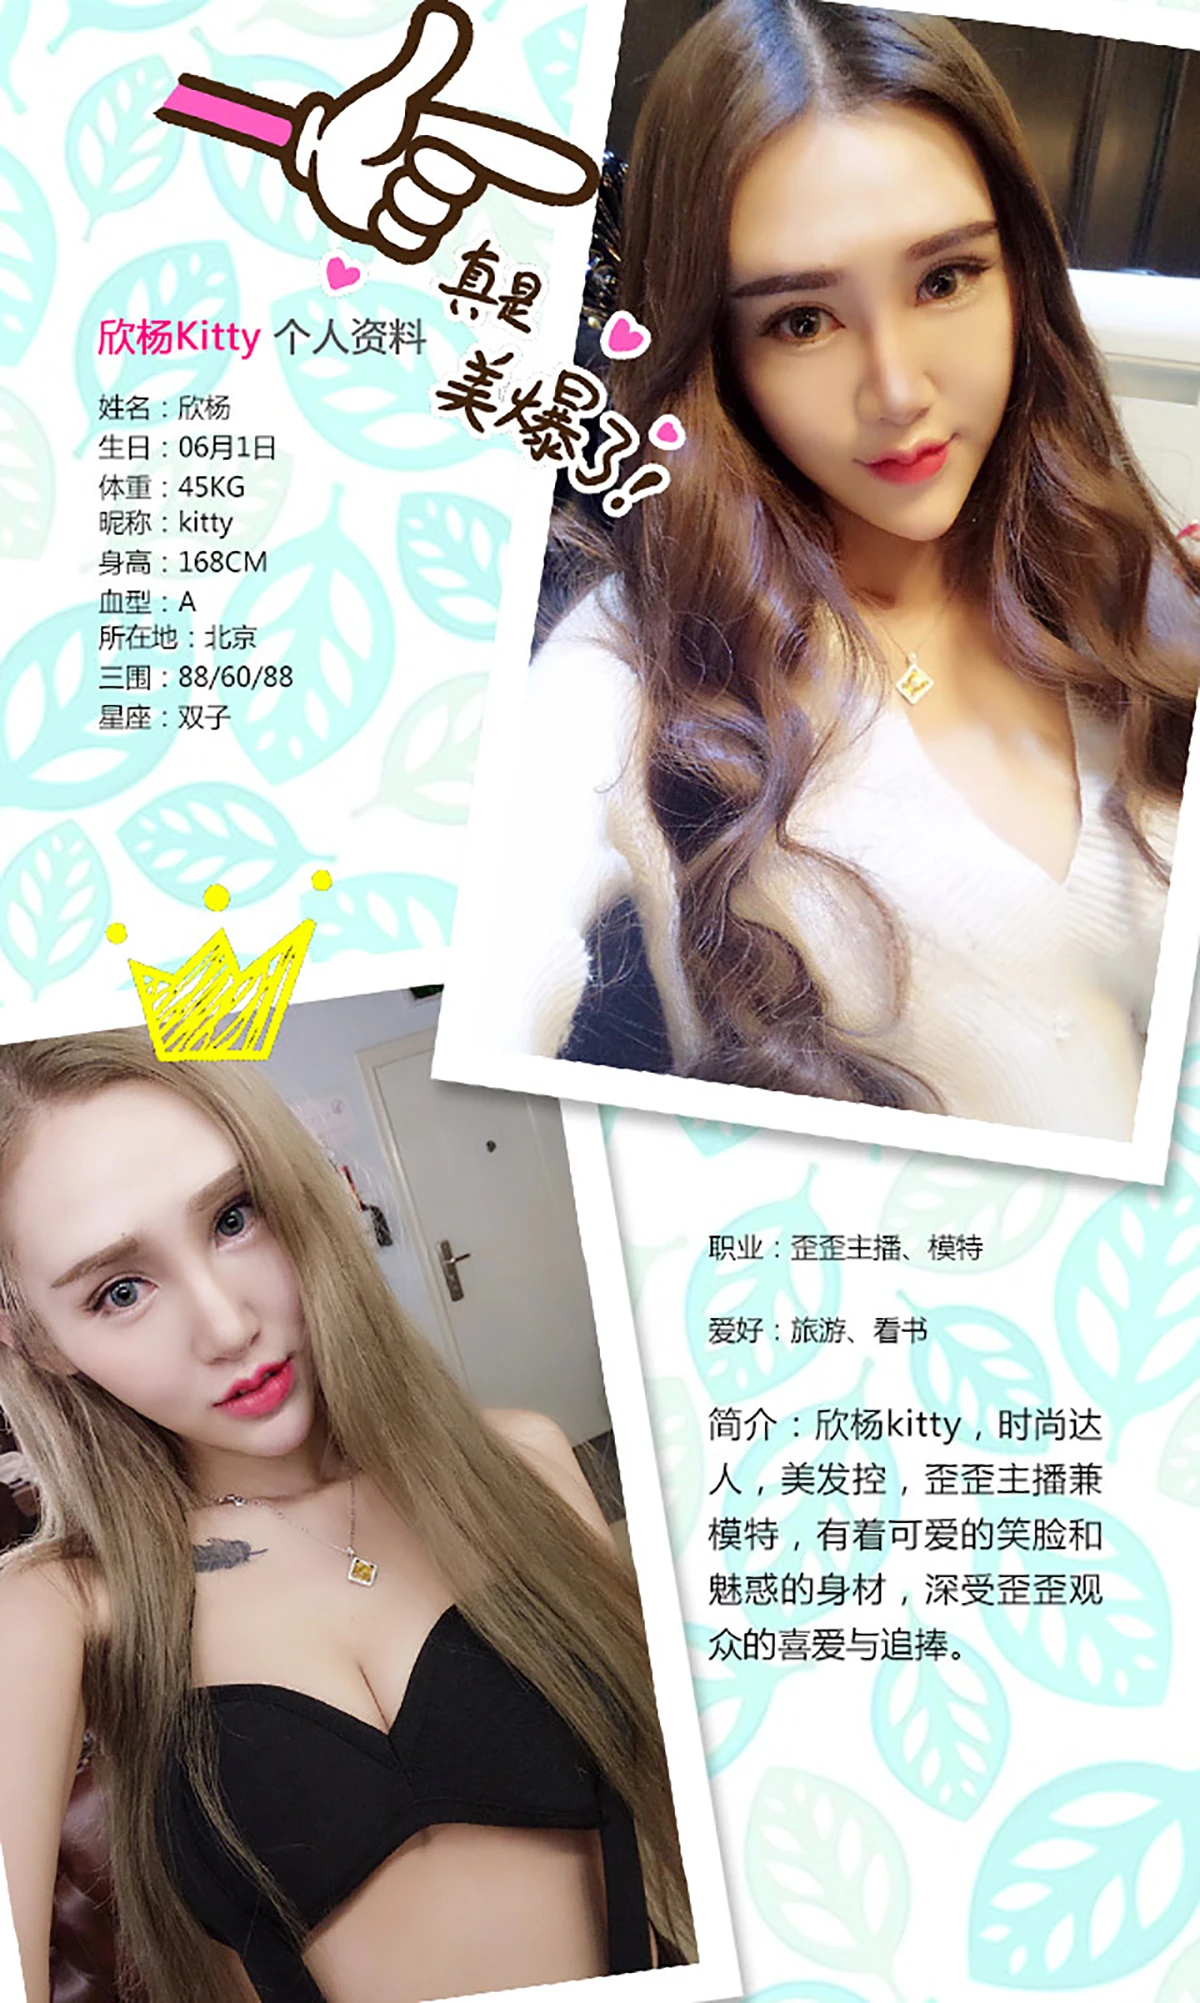 真是
美爆了!
欣杨Kitty 个人资料
姓名：欣杨
生日：06月1日
体重：45KG
昵称：kitty
身高：168CM
血型：A
所在地：北京
三围：88/60/88
星座：双子
职业：歪歪主播、模特
爱好：旅游、看书
简介：欣杨kitty，时尚达
人，美发控，歪歪主播兼
模特，有着可爱的笑脸和
魅惑的身材，深受歪歪观
众的喜爱与追捧。